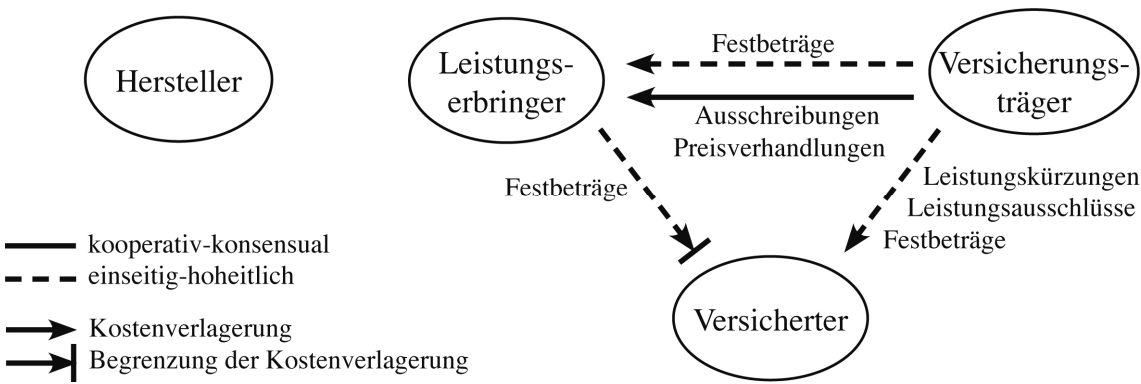 Hersteller
Leistungs-
erbringer
Festbeträge
Ausschreibungen
Preisverhandlungen
Versicherungs-
träger
Festbeträge
Leistungskürzungen
Leistungsausschlüsse
Festbeträge
Versicherter
kooperativ-konsensual
einseitig-hoheitlich
Kostenverlagerung
Begrenzung der Kostenverlagerung